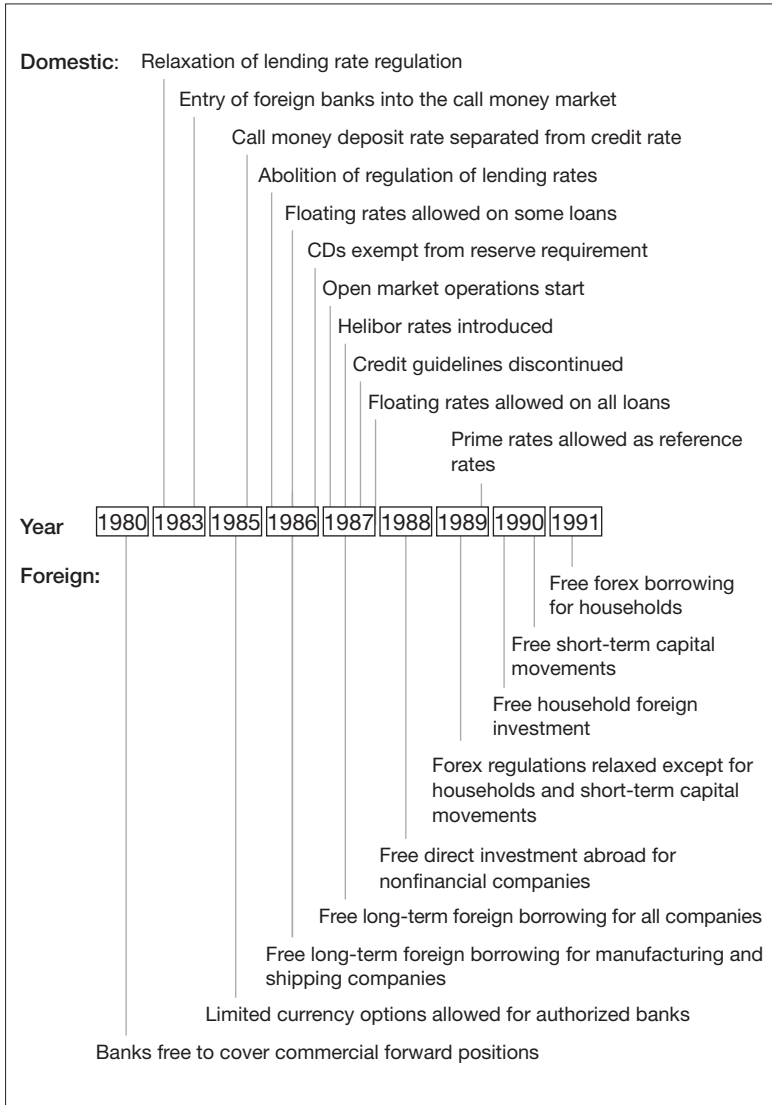 Domestic: Relaxation of lending rate regulation
Entry of foreign banks into the call money market
Call money deposit rate separated from credit rate
Abolition of regulation of lending rates
Floating rates allowed on some loans
CDs exempt from reserve requirement
Open market operations start
Helibor rates introduced
Credit guidelines discontinued
Floating rates allowed on all loans
Prime rates allowed as reference
rates
Year 1980 1983 1985 1986 1987 1988 1989 1990 1991
Foreign:
Free forex borrowing
for households
Free short-term capital
movements
Free household foreign
investment
Forex regulations relaxed except for
households and short-term capital
movements
Free direct investment abroad for
nonfinancial companies
Free long-term foreign borrowing for all companies
Free long-term foreign borrowing for manufacturing and
shipping companies
Limited currency options allowed for authorized banks
Banks free to cover commercial forward positions